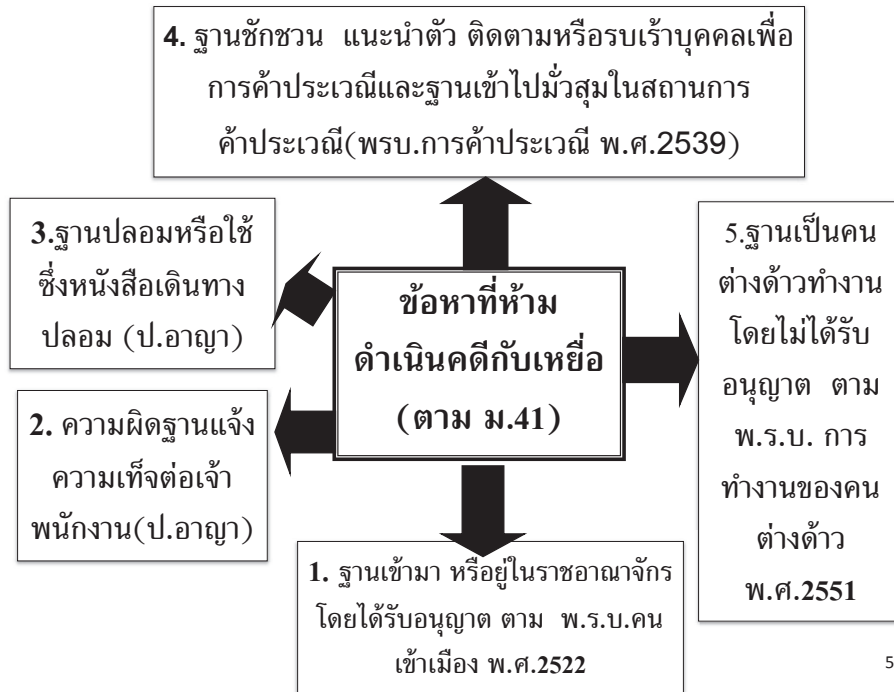 4. ฐานชักชวน แนะนำตัว ติดตามหรือรบเร้าบุคคลเพื่อ
การค้าประเวณีและฐานเข้าไปมั่วสุมในสถานการ
ค้าประเวณี(พรบ.การค้าประเวณี พ.ศ.2539)
3.ฐานปลอมหรือใช้
ซึ่งหนังสือเดินทาง
ปลอม (ป.อาญา)
ข้อหาที่ห้าม
ดำเนินคดีกับเหยื่อ
(ตาม ม.41)
5.ฐานเป็นคน
ต่างด้าวทำงาน
โดยไม่ได้รับ
อนุญาต ตาม
พ.ร.บ. การ
ทำงานของคน
ต่างด้าว
พ.ศ.2551
2. ความผิดฐานแจ้ง
ความเท็จต่อเจ้า
พนักงาน(ป.อาญา)
1. ฐานเข้ามา หรือยู่ในราชอาณาจักร
โดยได้รับอนุญาต ตาม พ.ร.บ.คน
เข้าเมือง พ.ศ.2522
5